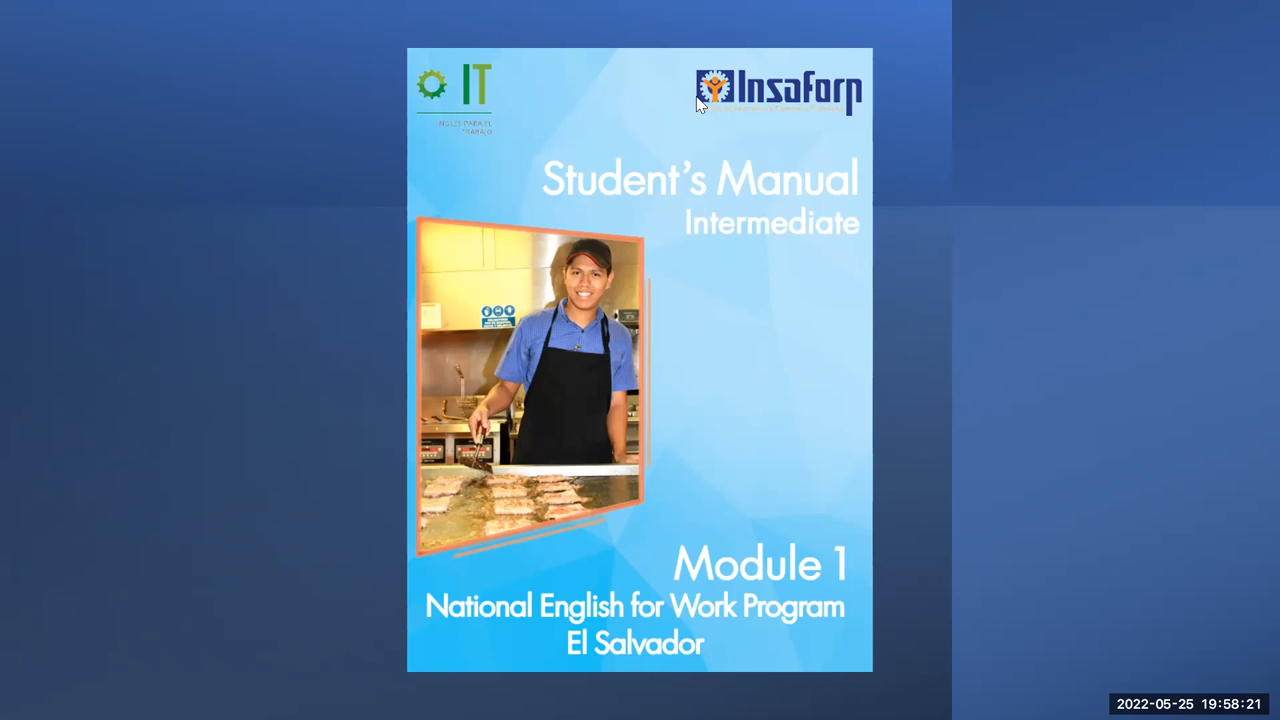 IT
INGLÉS PARA EL
TRABAJO
Insaforp
Student's Manual
Intermediate
Module 1
National English for Work Program
El Salvador
2022-05-25 19:58:21